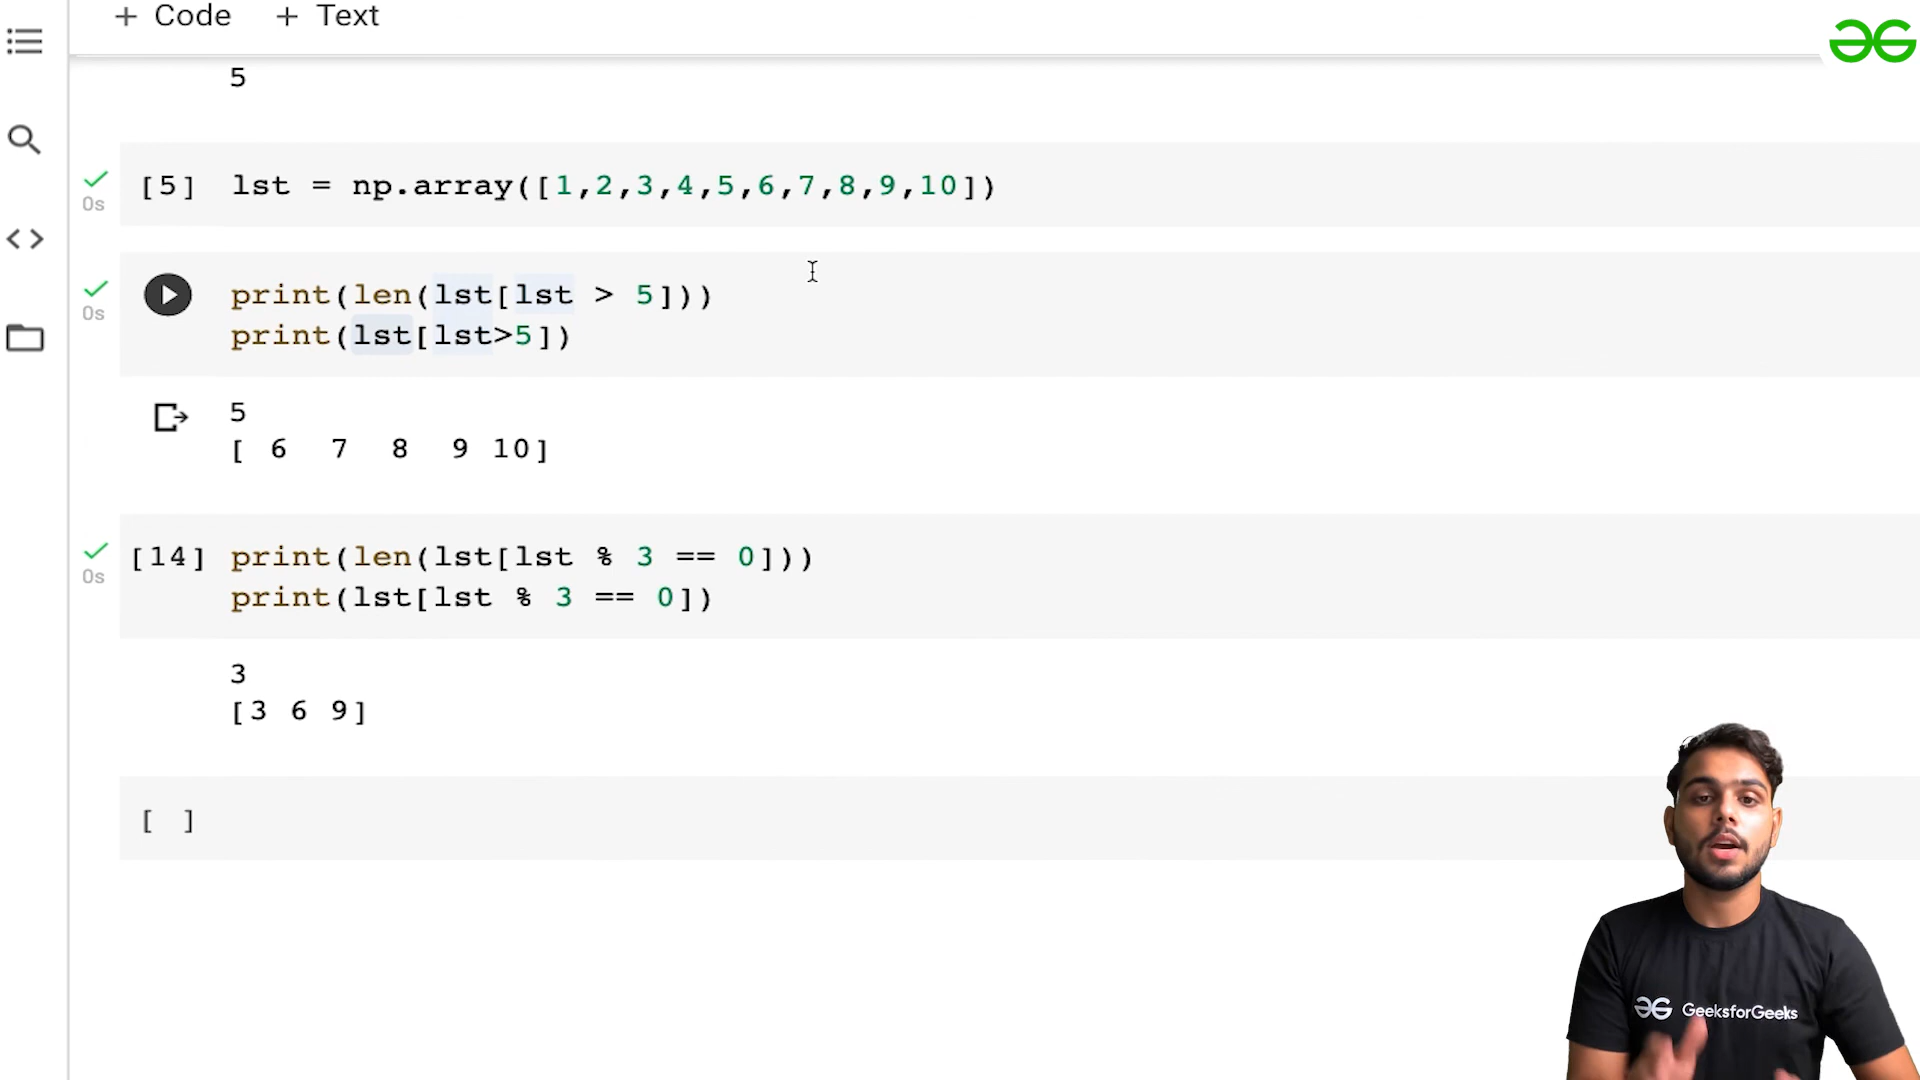 + Code + Text
5
[5] lst = np.array([1,2,3,4,5,6,7,8,9,10])
0s
print(len(lst[lst > 5]))
0s
print(lst[lst>5])
5
[ 6 7 8 9 10]
[14] print(len(lst[lst % 3 == 0]))
0s
print(lst[lst % 3 == 0])
3
[3 6 9]
[ ]
GeeksforGeeks